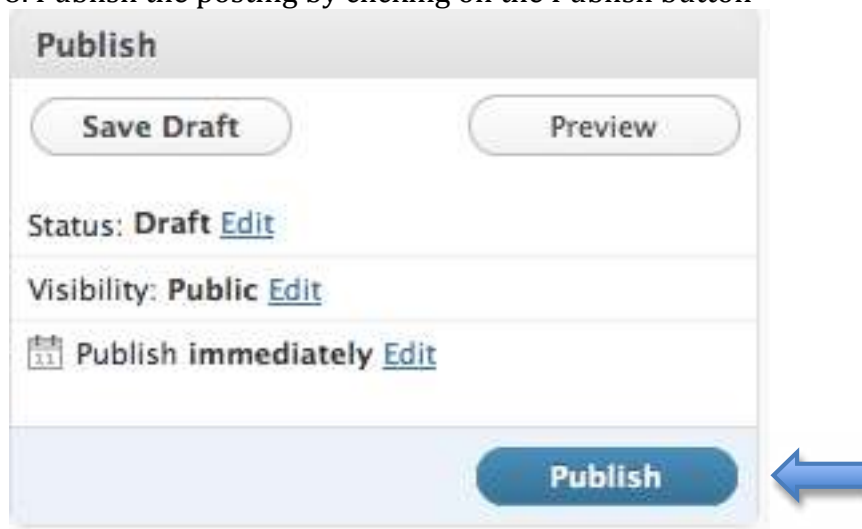 Publish the posting by clicking on the Publish button
Publish
Save Draft
Preview
Status: Draft Edit
Visibility: Public Edit
11 Publish immediately Edit
Publish